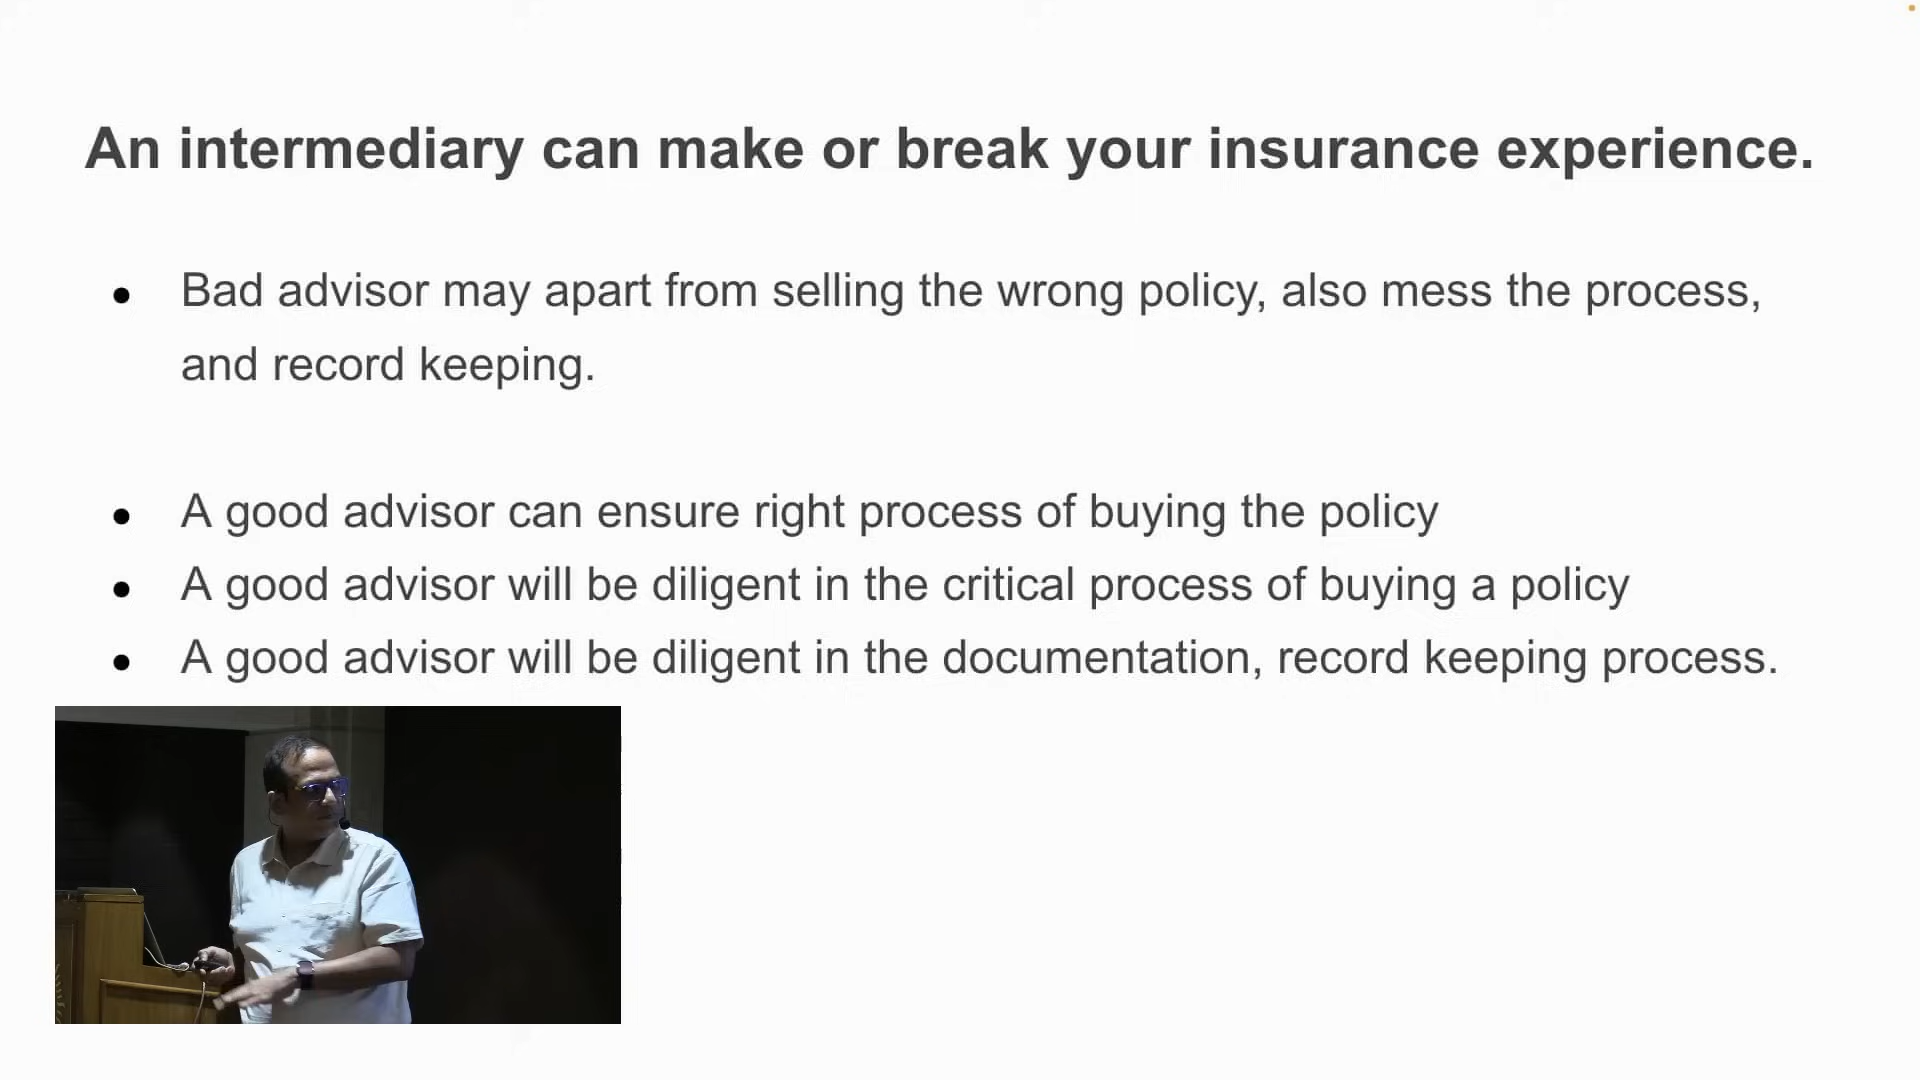 An intermediary can make or break your insurance experience.
● Bad advisor may apart from selling the wrong policy, also mess the process,
and record keeping.
● A good advisor can ensure right process of buying the policy
● A good advisor will be diligent in the critical process of buying a policy
● A good advisor will be diligent in the documentation, record keeping process.